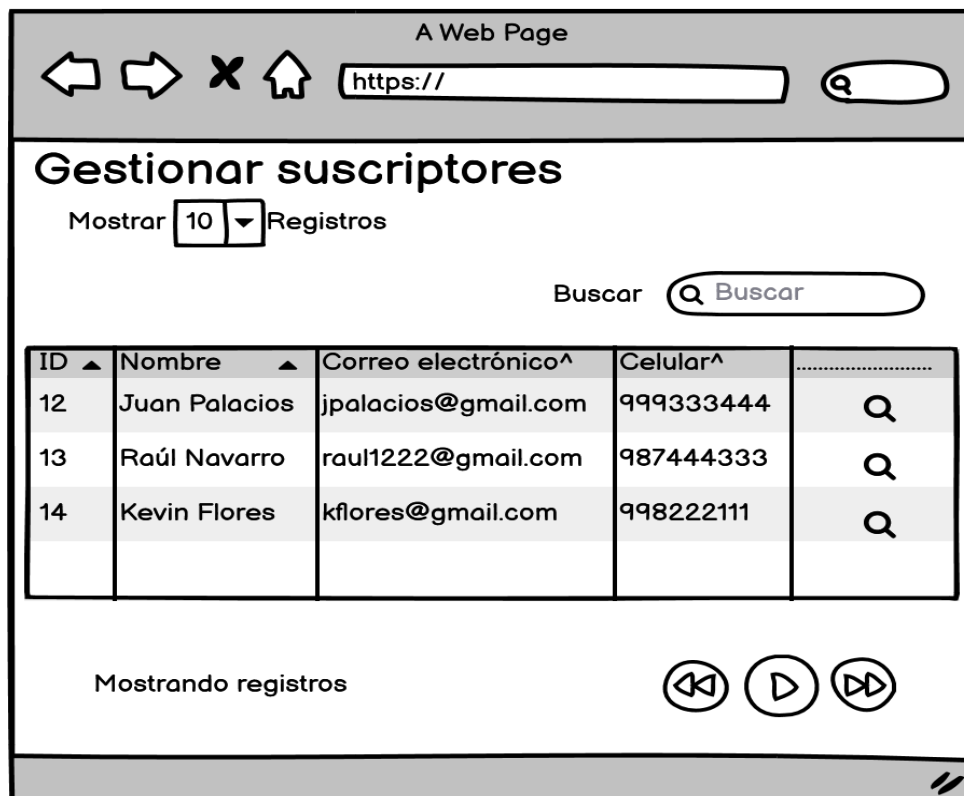 A Web Page
https://
Gestionar suscriptores
Mostrar 10 Registros
Buscar Buscar
ID Nombre Correo electrónico^ Celular^ ..........................
12 Juan Palacios jpalacios@gmail.com 999333444
13 Raúl Navarro raul1222@gmail.com 987444333
14 Kevin Flores kflores@gmail.com 998222111
Mostrando registros